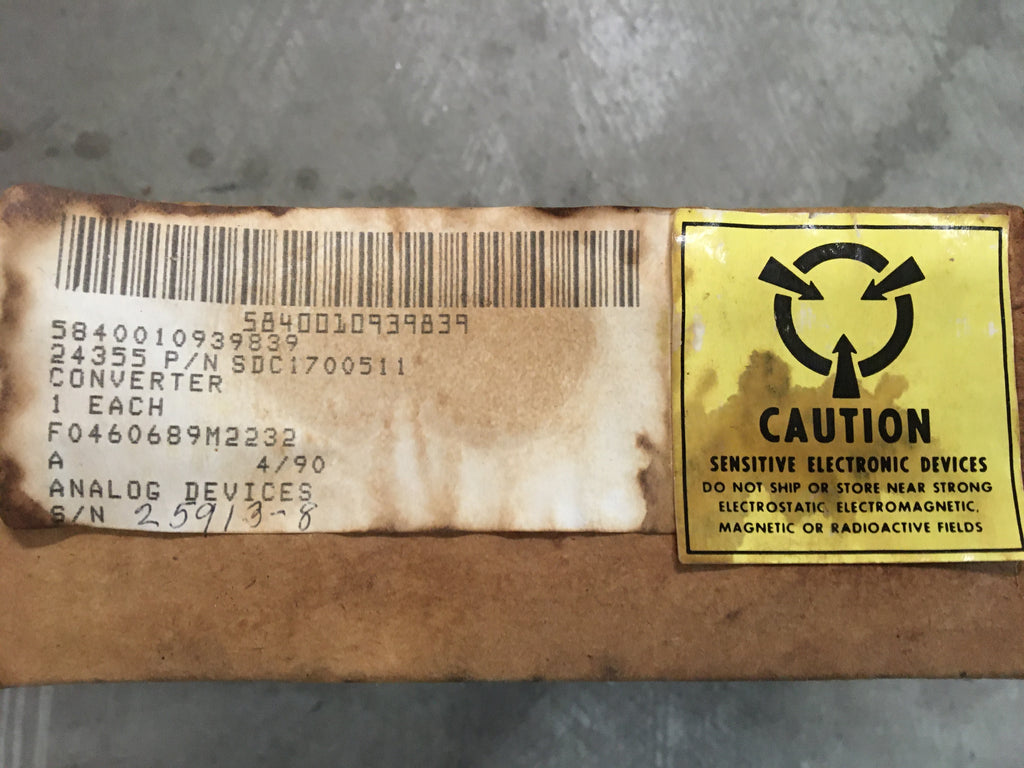 5840010939839
5840010939839
24355 P/N SDC1700511
CONVERTER
1 EACH
F0460689M2232
A 4/90
ANALOG DEVICES
S/N 25913-8
CAUTION
SENSITIVE ELECTRONIC DEVICES
DO NOT SHIP OR STORE NEAR STRONG
ELECTROSTATIC, ELECTROMAGNETIC,
MAGNETIC OR RADIOACTIVE FIELDS